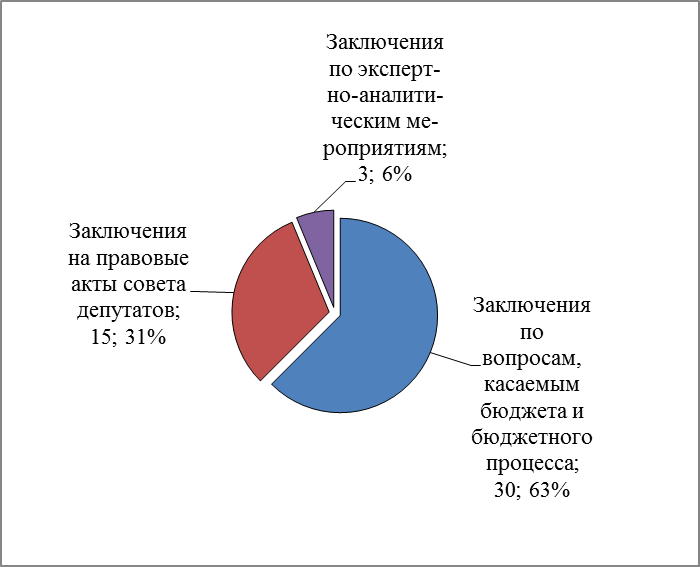 Заключения
по эксперт-
но-аналити-
ческим ме-
роприятиям;
3; 6%
Заключения
на правовые
акты совета
депутатов;
15; 31%
Заключения
по
вопросам,
касаемым
бюджета и
бюджетного
процесса;
30; 63%